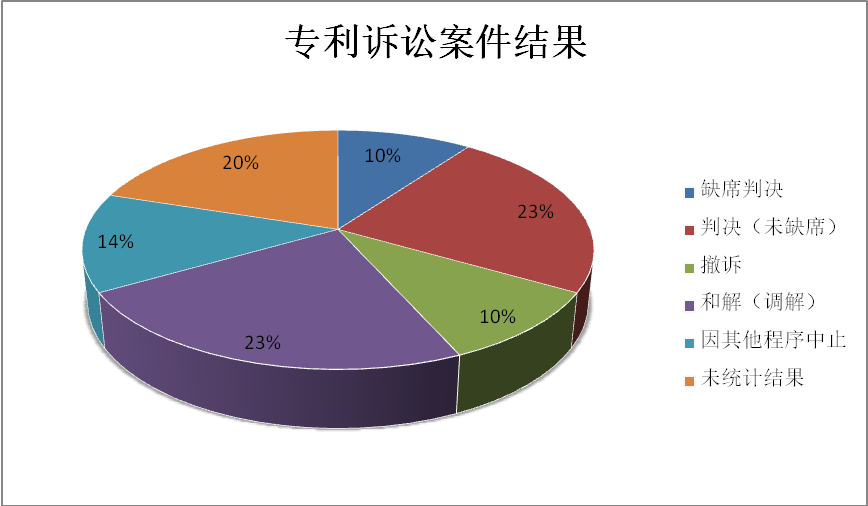 专利诉讼案件结果
10%
23%
10%
23%
14%
20%
缺席判决
判决（未缺席）
撤诉
和解（调解）
因其他程序中止
未统计结果